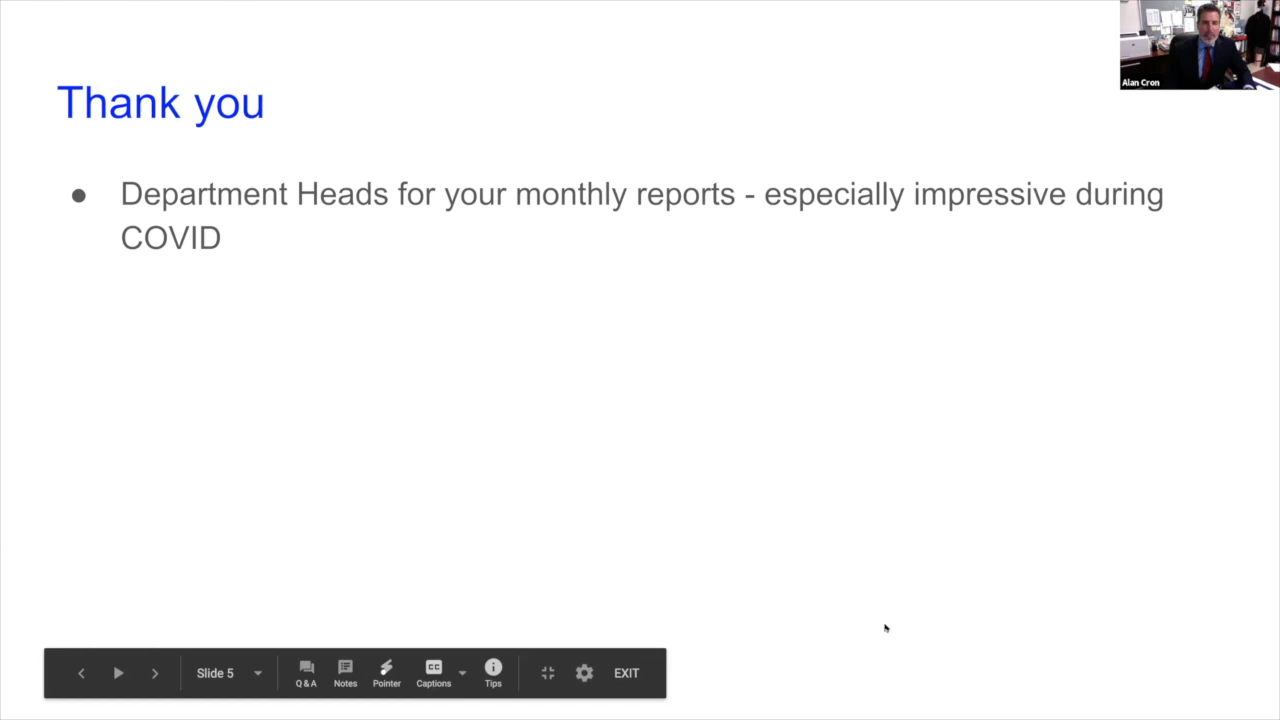 Alan Cron
Thank you
● Department Heads for your monthly reports - especially impressive during
COVID
Slide 5
Q & A
Notes
Pointer
CC
Captions
Tips
EXIT